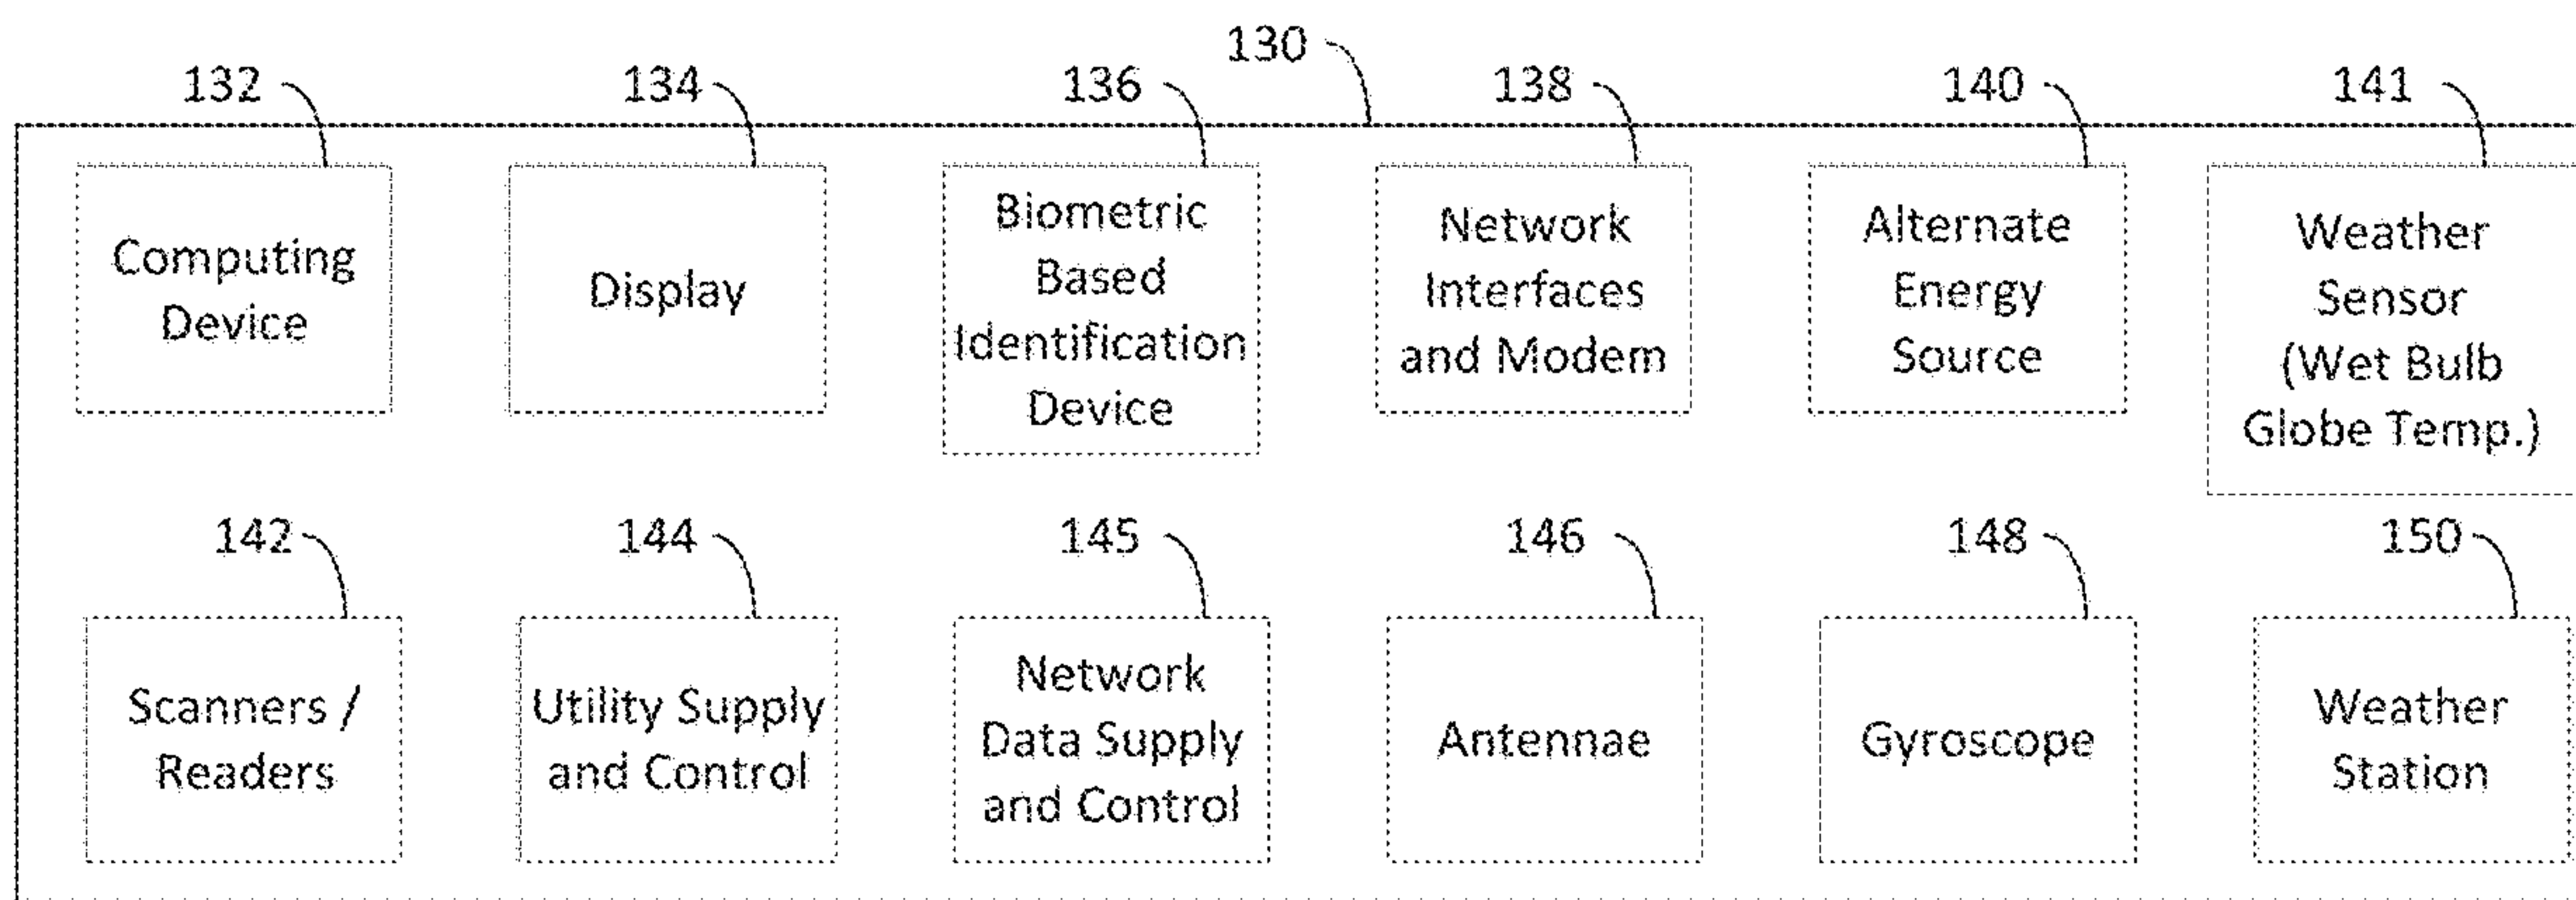 130
132
134
136
138
140
141
Computing
Device
Display
Biometric
Based
Identification
Device
Network
Interfaces
and Modem
Alternate
Energy
Source
Weather
Sensor
(Wet Bulb
Globe Temp.)
142
144
145
146
148
150
Scanners /
Readers
Utility Supply
and Control
Network
Data Supply
and Control
Antennae
Gyroscope
Weather
Station